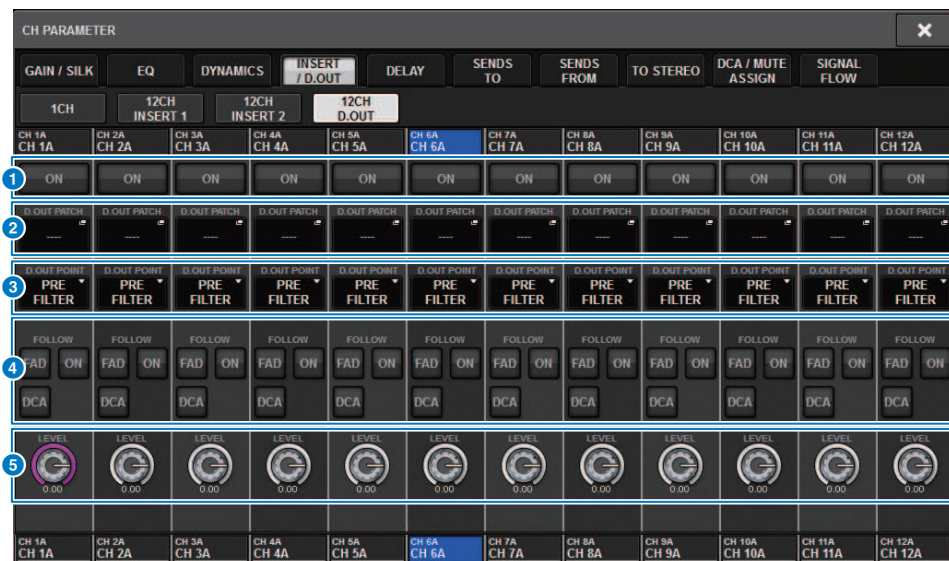 CH PARAMETER
GAIN / SILK EQ DYNAMICS INSERT / D.OUT DELAY SENDS TO SENDS FROM TO STEREO DCA / MUTE ASSIGN SIGNAL FLOW
1CH 12CH INSERT 1 12CH INSERT 2 12CH D.OUT
CH 1A CH 2A CH 3A CH 4A CH 5A CH 6A CH 7A CH 8A CH 9A CH 10A CH 11A CH 12A
CH 1A CH 2A CH 3A CH 4A CH 5A CH 6A CH 7A CH 8A CH 9A CH 10A CH 11A CH 12A
1 ON ON ON ON ON ON ON ON ON ON ON ON
D.OUT PATCH D.OUT PATCH D.OUT PATCH D.OUT PATCH D.OUT PATCH D.OUT PATCH D.OUT PATCH D.OUT PATCH D.OUT PATCH D.OUT PATCH D.OUT PATCH D.OUT PATCH
2 ---- ---- ---- ---- ---- ---- ---- ---- ---- ---- ---- ----
D.OUT POINT D.OUT POINT D.OUT POINT D.OUT POINT D.OUT POINT D.OUT POINT D.OUT POINT D.OUT POINT D.OUT POINT D.OUT POINT D.OUT POINT D.OUT POINT
3 PRE PRE PRE PRE PRE PRE PRE PRE PRE PRE PRE PRE
FILTER FILTER FILTER FILTER FILTER FILTER FILTER FILTER FILTER FILTER FILTER FILTER
FOLLOW FOLLOW FOLLOW FOLLOW FOLLOW FOLLOW FOLLOW FOLLOW FOLLOW FOLLOW FOLLOW FOLLOW
4 FAD ON FAD ON FAD ON FAD ON FAD ON FAD ON FAD ON FAD ON FAD ON FAD ON FAD ON FAD ON
DCA DCA DCA DCA DCA DCA DCA DCA DCA DCA DCA DCA
LEVEL LEVEL LEVEL LEVEL LEVEL LEVEL LEVEL LEVEL LEVEL LEVEL LEVEL LEVEL
5
0.00 0.00 0.00 0.00 0.00 0.00 0.00 0.00 0.00 0.00 0.00 0.00
CH 1A CH 2A CH 3A CH 4A CH 5A CH 6A CH 7A CH 8A CH 9A CH 10A CH 11A CH 12A
CH 1A CH 2A CH 3A CH 4A CH 5A CH 6A CH 7A CH 8A CH 9A CH 10A CH 11A CH 12A